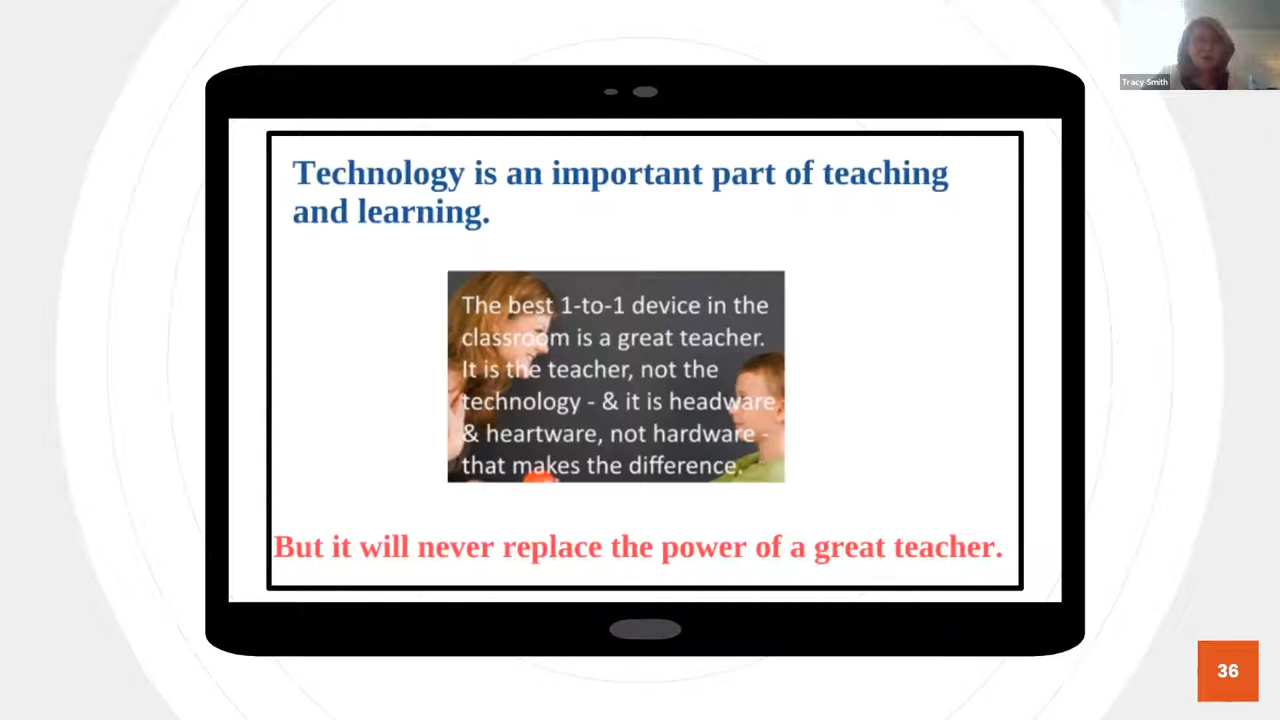 Tracy Smith
Technology is an important part of teaching
and learning.
The best 1-to-1 device in the
classroom is a great teacher.
It is the teacher, not the
technology - & it is headware
& heartware, not hardware -
that makes the difference.
But it will never replace the power of a great teacher.
36